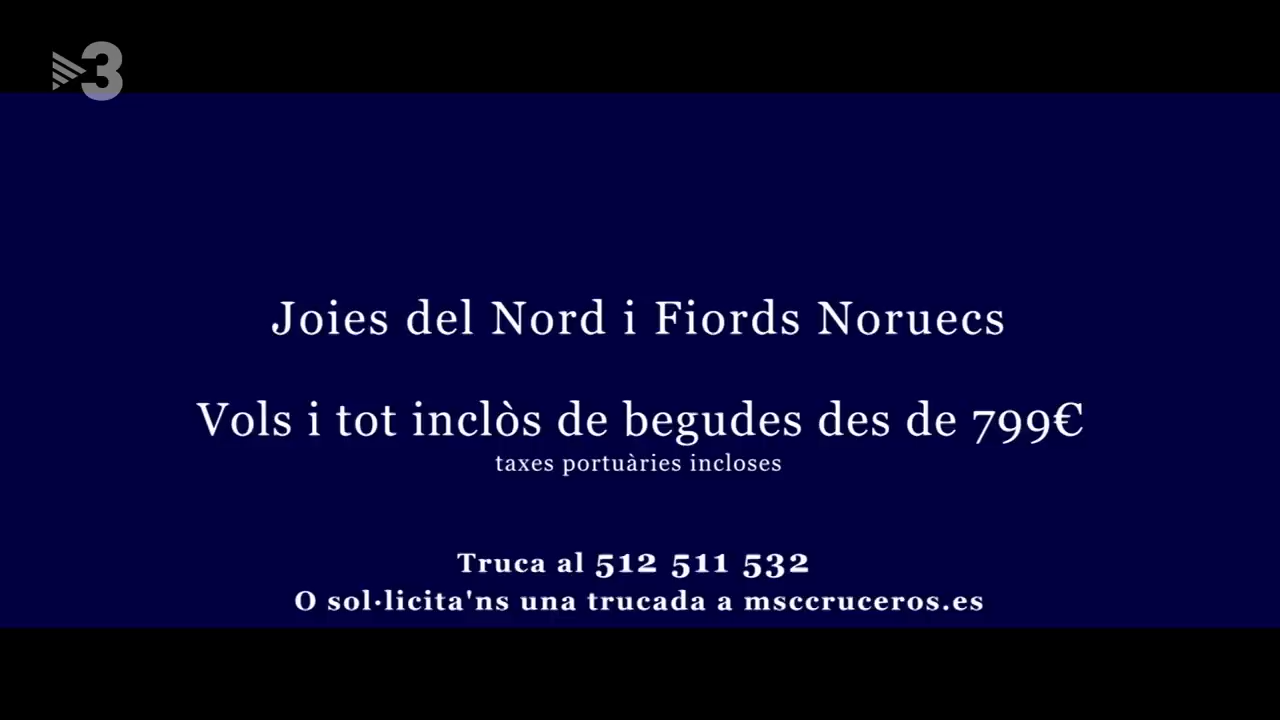 3
Joies del Nord i Fiords Noruecs
Vols i tot inclòs de begudes des de 799€
taxes portuàries incloses
Truca al 512 511 532
O sol·licita'ns una trucada a msccruceros.es